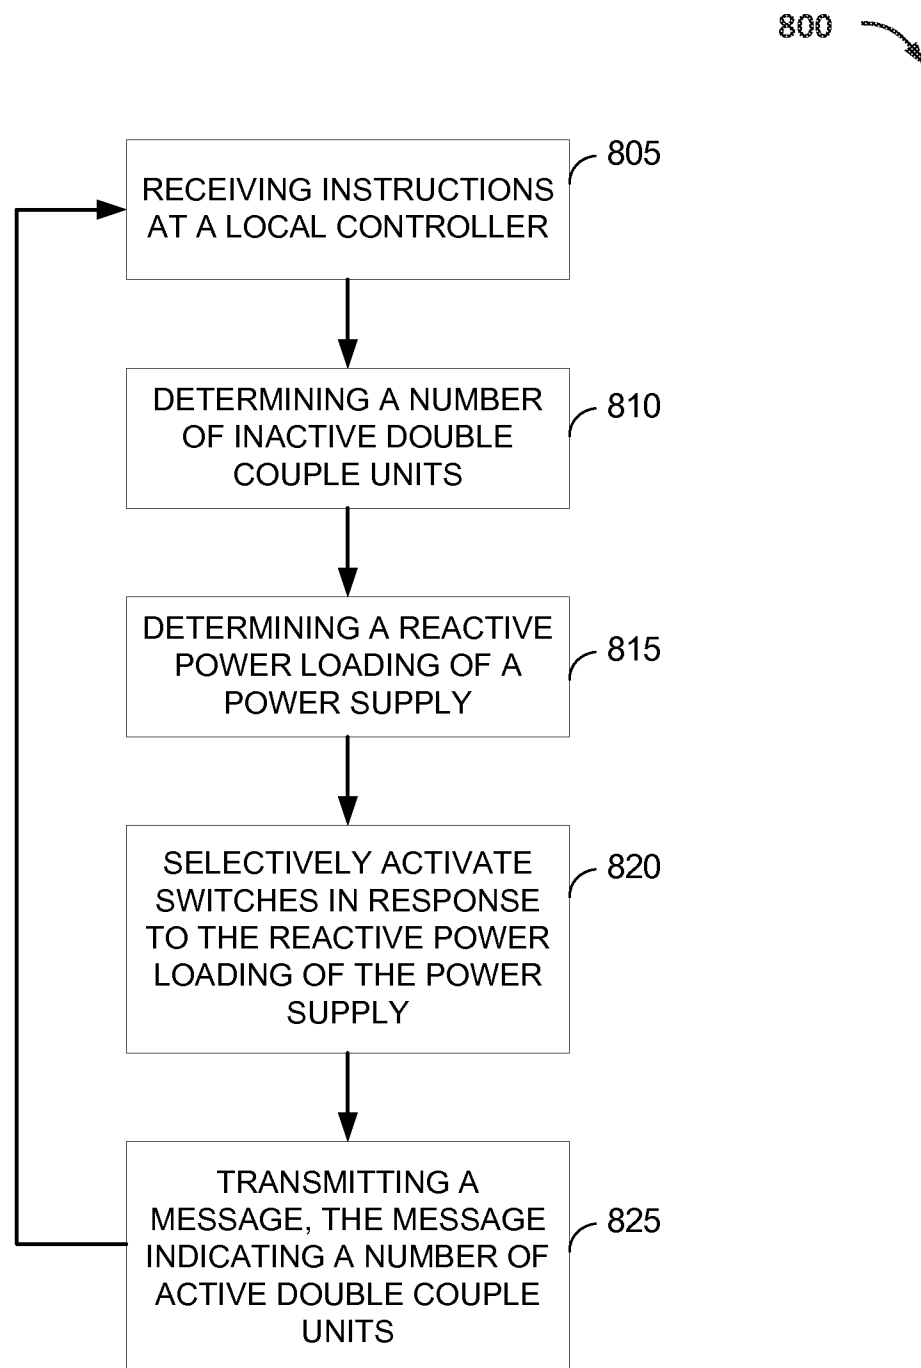 800
RECEIVING INSTRUCTIONS
AT A LOCAL CONTROLLER
805
DETERMINING A NUMBER
OF INACTIVE DOUBLE
COUPLE UNITS
810
DETERMINING A REACTIVE
POWER LOADING OF A
POWER SUPPLY
815
SELECTIVELY ACTIVATE
SWITCHES IN RESPONSE
TO THE REACTIVE POWER
LOADING OF THE POWER
SUPPLY
820
TRANSMITTING A
MESSAGE, THE MESSAGE
INDICATING A NUMBER OF
ACTIVE DOUBLE COUPLE
UNITS
825